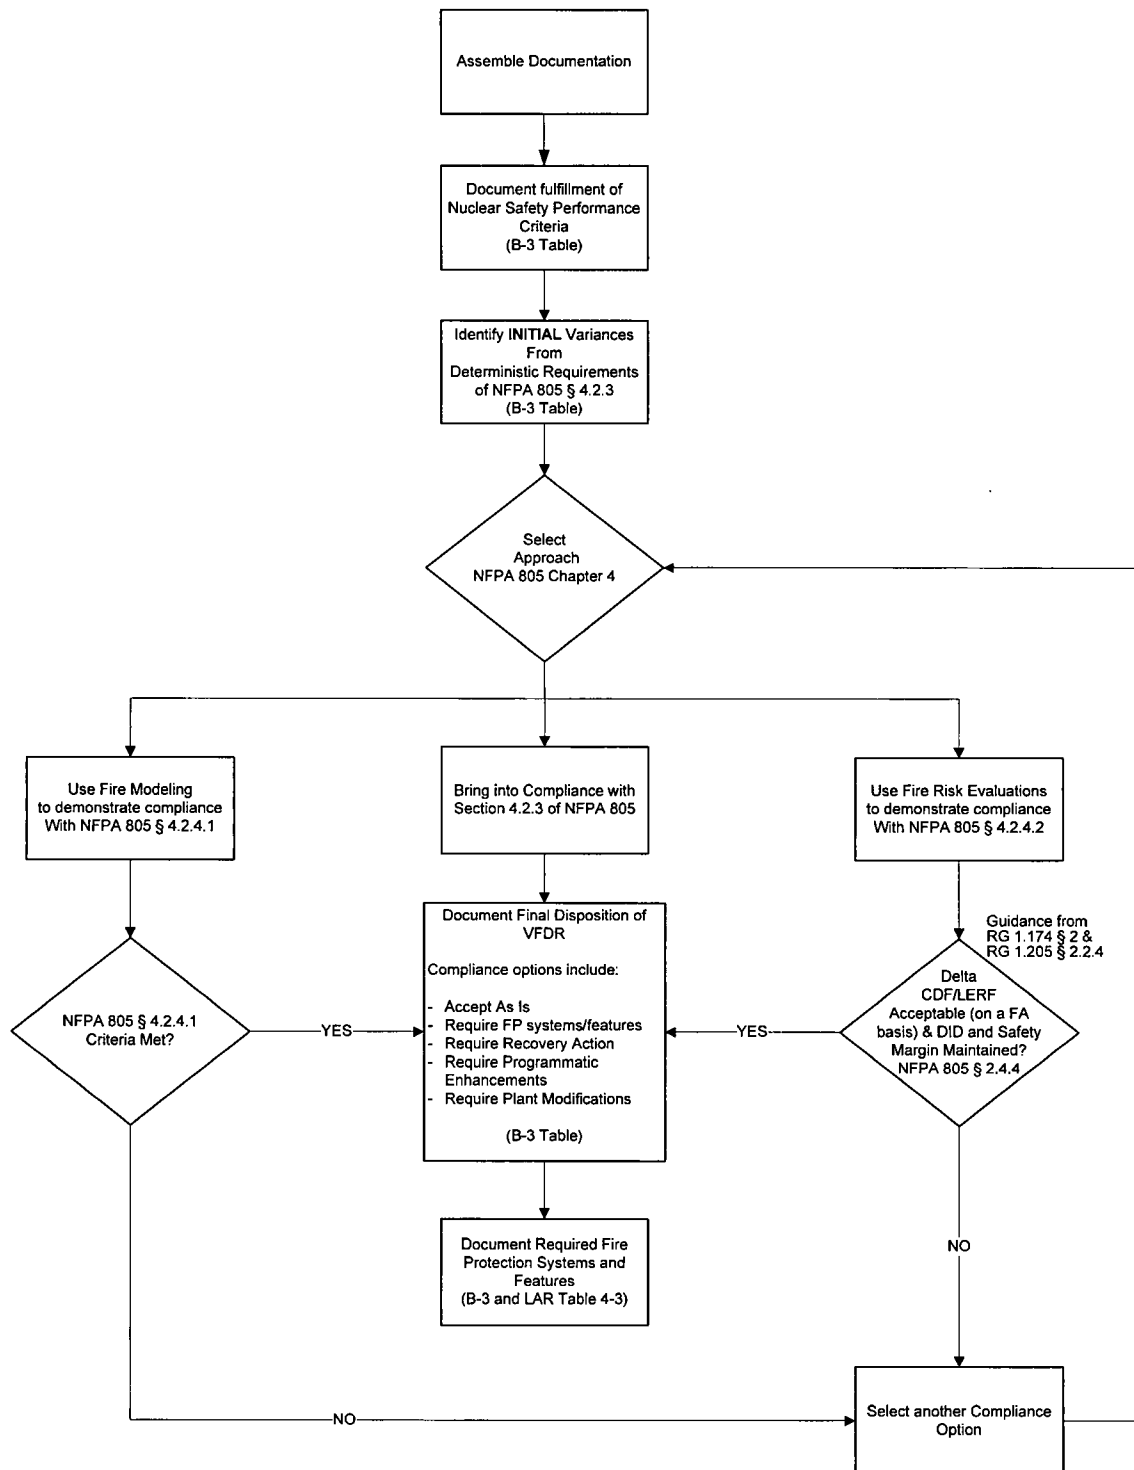 Assemble Documentation
Document fulfillment of
Nuclear Safety Performance
Criteria
(B-3 Table)
Identify INITIAL Variances
From
Deterministic Requirements
of NFPA 805 § 4.2.3
(B-3 Table)
Select
Approach
NFPA 805 Chapter 4
Use Fire Modeling
to demonstrate compliance
With NFPA 805 § 4.2.4.1
Bring into Compliance with
Section 4.2.3 of NFPA 805
Use Fire Risk Evaluations
to demonstrate compliance
With NFPA 805 § 4.2.4.2
Guidance from
RG 1.174 § 2 &
RG 1.205 § 2.2.4
NFPA 805 § 4.2.4.1
Criteria Met?
YES
Document Final Disposition of
VFDR
Compliance options include:
- Accept As Is
- Require FP systems/features
- Require Recovery Action
- Require Programmatic
Enhancements
- Require Plant Modifications
(B-3 Table)
YES
Delta
CDF/LERF
Acceptable (on a FA
basis) & DID and Safety
Margin Maintained?
NFPA 805 § 2.4.4
Document Required Fire
Protection Systems and
Features
(B-3 and LAR Table 4-3)
NO
NO
Select another Compliance
Option